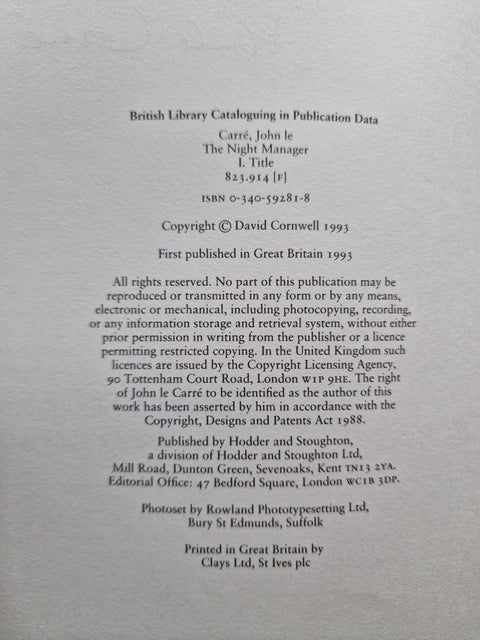 British Library Cataloguing in Publication Data
Carré, John le
The Night Manager
I. Title
823.914 [F]
ISBN 0-340-59281-8
Copyright © David Cornwell 1993
First published in Great Britain 1993
All rights reserved. No part of this publication may be
reproduced or transmitted in any form or by any means,
electronic or mechanical, including photocopying, recording,
or any information storage and retrieval system, without either
prior permission in writing from the publisher or a licence
permitting restricted copying. In the United Kingdom such
licences are issued by the Copyright Licensing Agency,
90 Tottenham Court Road, London W1P 9HE. The right
of John le Carré to be identified as the author of this
work has been asserted by him in accordance with the
Copyright, Designs and Patents Act 1988.
Published by Hodder and Stoughton,
a division of Hodder and Stoughton Ltd,
Mill Road, Dunton Green, Sevenoaks, Kent TN13 2YA.
Editorial Office: 47 Bedford Square, London WC1B 3DP.
Photoset by Rowland Phototypesetting Ltd,
Bury St Edmunds, Suffolk
Printed in Great Britain by
Clays Ltd, St Ives plc